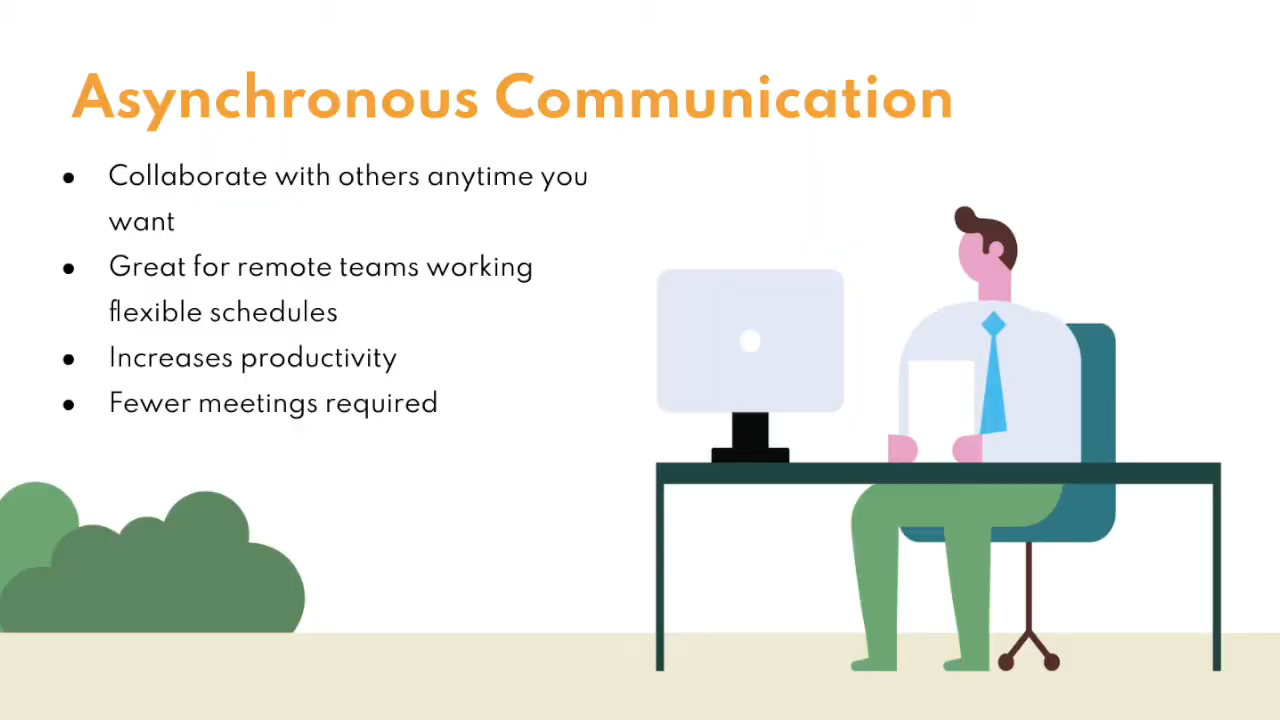 Asynchronous Communication
● Collaborate with others anytime you
want
● Great for remote teams working
flexible schedules
● Increases productivity
● Fewer meetings required